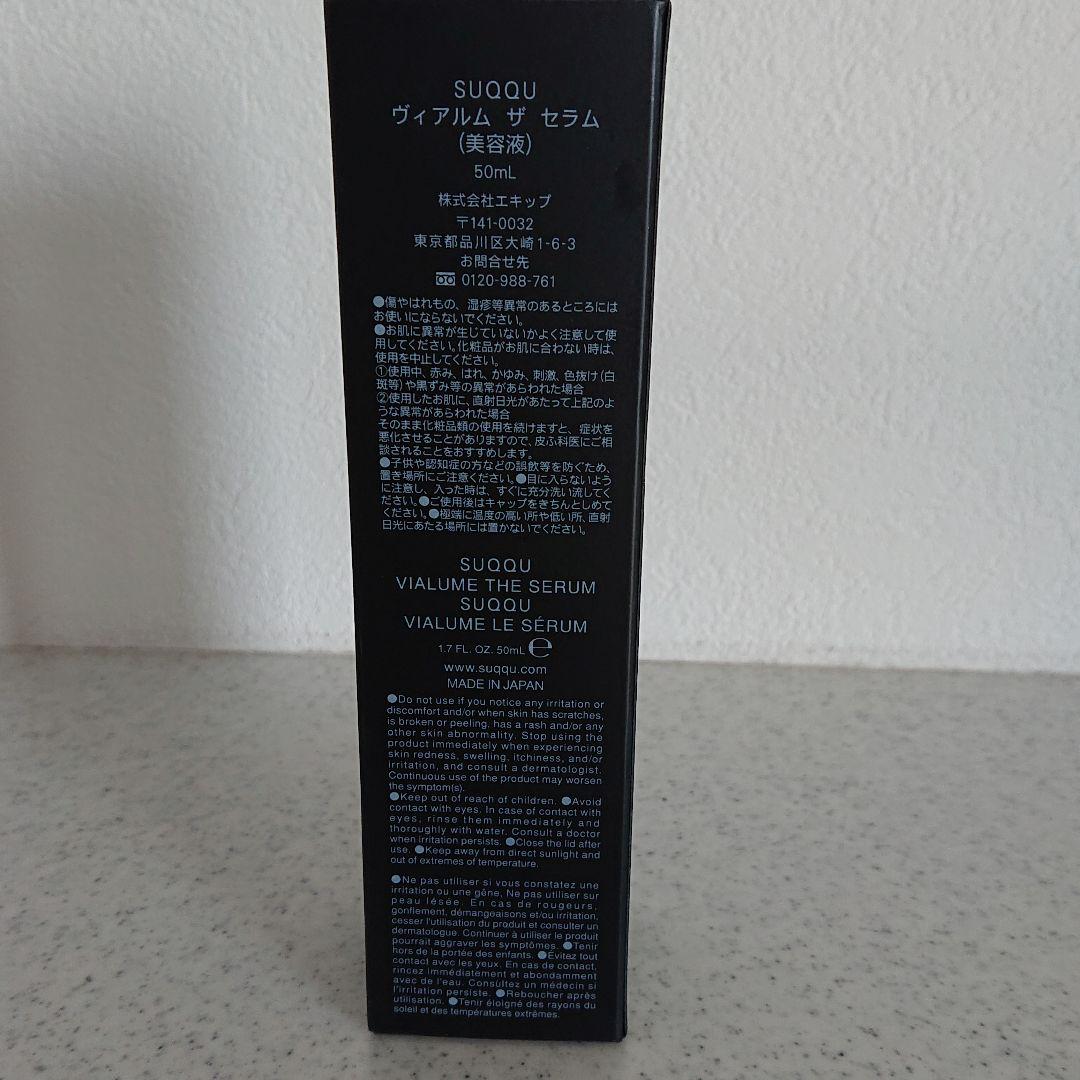 SUQQU
ヴィアルム ザ セラム
(美容液)
50mL
株式会社エキップ
〒141-0032
東京都品川区大崎1-6-3
お問合せ先
0120-988-761
●傷やはれもの、湿疹等異常のあるところには
お使いにならないでください。
●お肌に異常が生じていないかよく注意して使
用してください。化粧品がお肌に合わない時は、
使用を中止してください。
①使用中、赤み、はれ、かゆみ、刺激、色抜け(白
斑等)や黒ずみ等の異常があらわれた場合
②使用したお肌に、直射日光があたって上記のよ
うな異常があらわれた場合
そのまま化粧品類の使用を続けますと、症状を
悪化させることがありますので、皮ふ科医にご相
談されることをおすすめします。
●子供や認知症の方などの誤飲等を防ぐため、
置き場所にご注意ください。●目に入らないよう
に注意し、入った時は、すぐに充分洗い流してく
ださい。●ご使用後はキャップをきちんとしめて
ください。●極端に温度の高い所や低い所、直射
日光にあたる場所には置かないでください。
SUQQU
VIALUME THE SERUM
SUQQU
VIALUME LE SÉRUM
1.7 FL. OZ. 50mL ℮
www.suqqu.com
MADE IN JAPAN
●Do not use if you notice any irritation or
discomfort and/or when skin has scratches,
is broken or peeling, has a rash and/or any
other skin abnormality. Stop using the
product immediately when experiencing
skin redness, swelling, itchiness, and/or
irritation, and consult a dermatologist.
Continuous use of the product may worsen
the symptom(s).
●Keep out of reach of children. ●Avoid
contact with eyes. In case of contact with
eyes, rinse them immediately and
thoroughly with water. Consult a doctor
when irritation persists. ●Close the lid after
use. ●Keep away from direct sunlight and
out of extremes of temperature.
●Ne pas utiliser si vous constatez une
irritation ou une gêne, Ne pas utiliser sur
peau lésée. En cas de rougeurs,
gonflement, démangeaisons et/ou irritation,
cesser l'utilisation du produit et consulter un
dermatologue. Continuer à utiliser le produit
pourrait aggraver les symptômes. ●Tenir
hors de la portée des enfants. ●Évitez tout
contact avec les yeux. En cas de contact,
rincez immédiatement et abondamment
avec de l'eau. Consultez un médecin si
l'irritation persiste. ●Reboucher après
utilisation. ●Tenir éloigné des rayons du
soleil et des températures extrêmes.